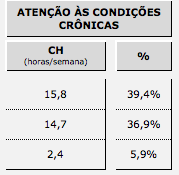 ATENÇÃO ÀS CONDIÇÕES
CRÔNICAS
CH %
(horas/semana)
15,8 39,4%
14,7 36,9%
2,4 5,9%